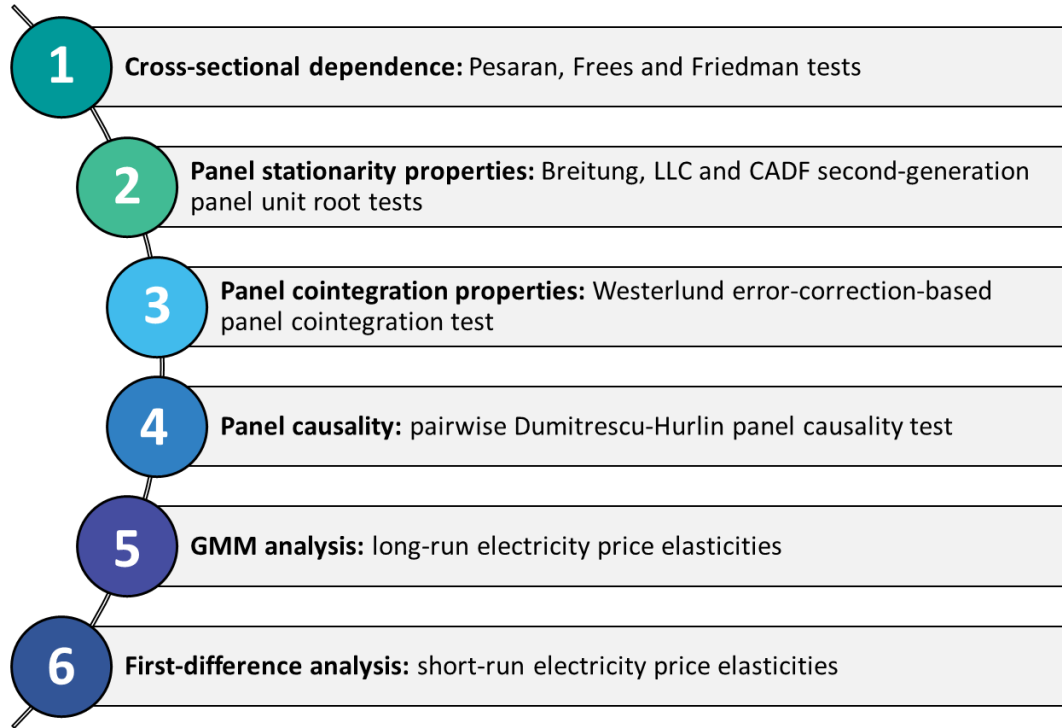 1
Cross-sectional dependence: Pesaran, Frees and Friedman tests
2
Panel stationarity properties: Breitung, LLC and CADF second-generation
panel unit root tests
3
Panel cointegration properties: Westerlund error-correction-based
panel cointegration test
4
Panel causality: pairwise Dumitrescu-Hurlin panel causality test
5
GMM analysis: long-run electricity price elasticities
6
First-difference analysis: short-run electricity price elasticities